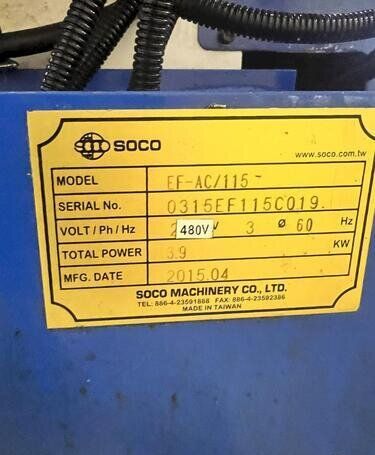 SOCO
www.soco.com.tw
MODEL EF-AC/115
SERIAL No. 0315EF115C019
VOLT / Ph / Hz 480V V 3 ø 60 Hz
TOTAL POWER 3.9 KW
MFG. DATE 2015.04
SOCO MACHINERY CO., LTD.
TEL. 886-4-23591888 FAX. 886-4-23592386
MADE IN TAIWAN